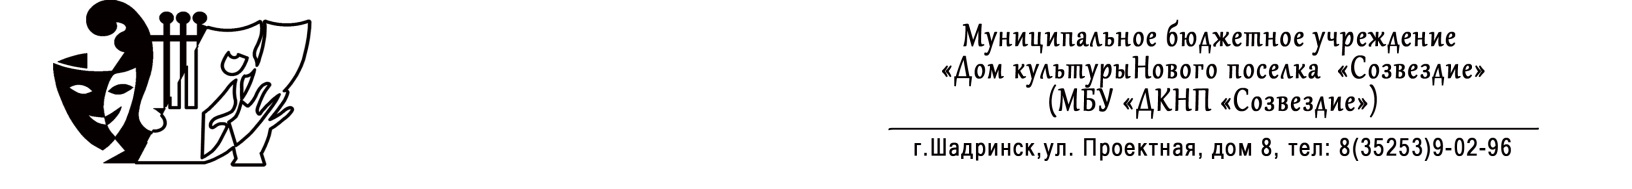 Муниципальное бюджетное учреждение
«Дом культурыНового поселка «Созвездие»
(МБУ «ДКНП «Созвездие»)
г.Шадринск,ул. Проектная, дом 8, тел: 8(35253)9-02-96